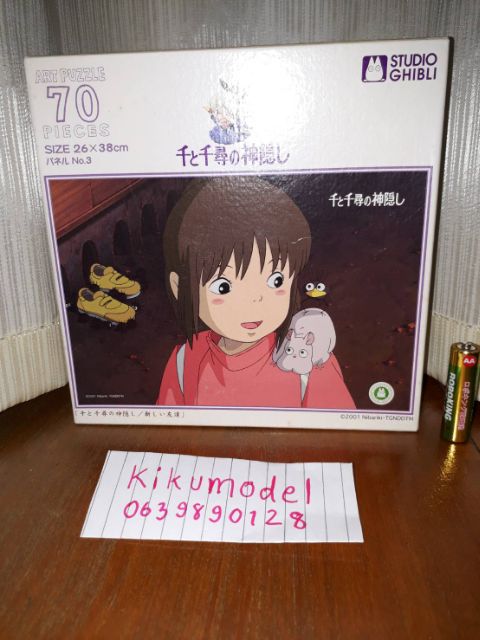 ART PUZZLE
70
PIECES
SIZE 26×38cm
パネル No.3
STUDIO
GHIBLI
千と千尋の神隠し
千と千尋の神隠し
「千と千尋の神隠し/新しい友達」
©2001 Nibariki・TGNDDTM
AA
ROBOKING
Kikumodel
0639890128